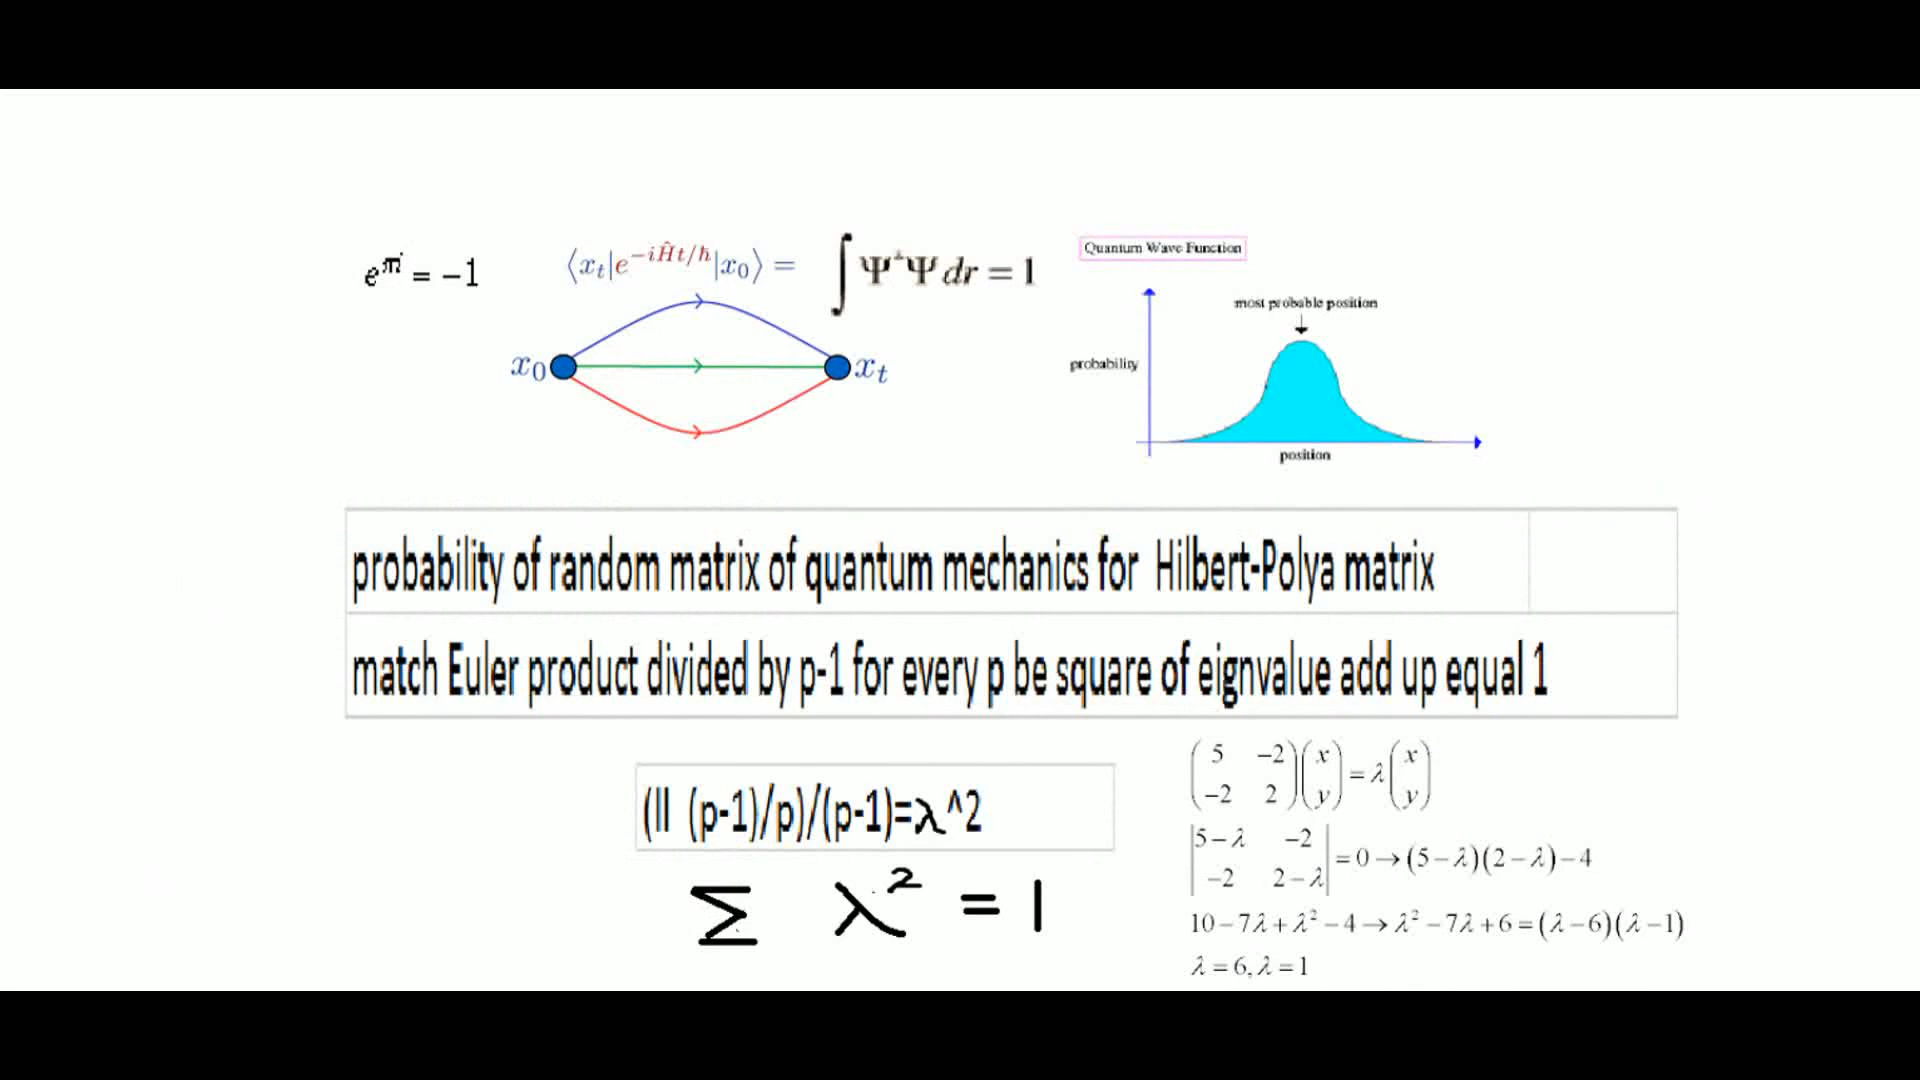 e^πi = −1
⟨x_t|e^{−iĤt/ħ}|x_0⟩ =
∫Ψ*Ψ dr = 1
x_0
x_t
Quantum Wave Function
most probable position
probability
position
probability of random matrix of quantum mechanics for Hilbert-Polya matrix
match Euler product divided by p-1 for every p be square of eignvalue add up equal 1
(II (p-1)/p)/(p-1)=λ^2
Σ λ² = 1
(5 −2; −2 2)(x; y) = λ(x; y)
|5−λ −2; −2 2−λ| = 0 → (5−λ)(2−λ)−4
10−7λ+λ²−4→λ²−7λ+6=(λ−6)(λ−1)
λ=6,λ=1